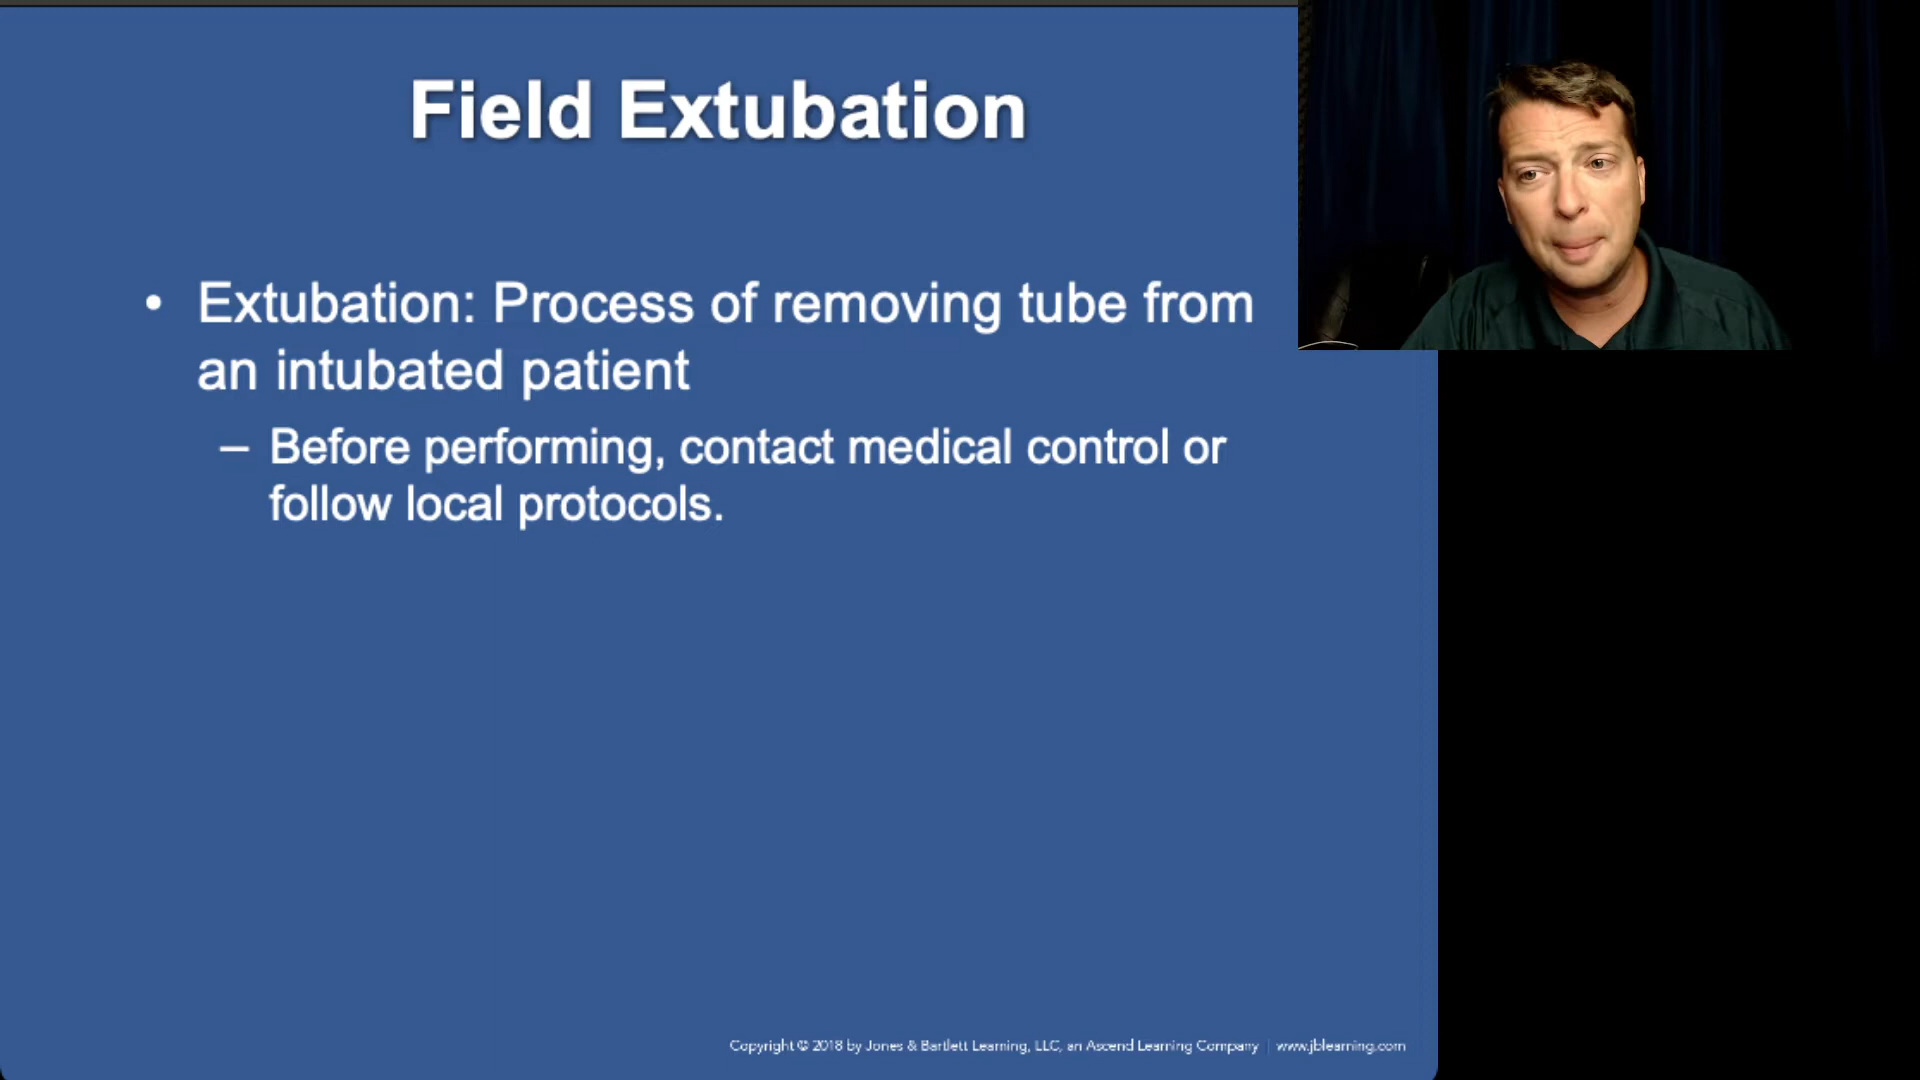 Field Extubation
• Extubation: Process of removing tube from
an intubated patient
– Before performing, contact medical control or
follow local protocols.
Copyright © 2018 by Jones & Bartlett Learning, LLC, an Ascend Learning Company | www.jblearning.com